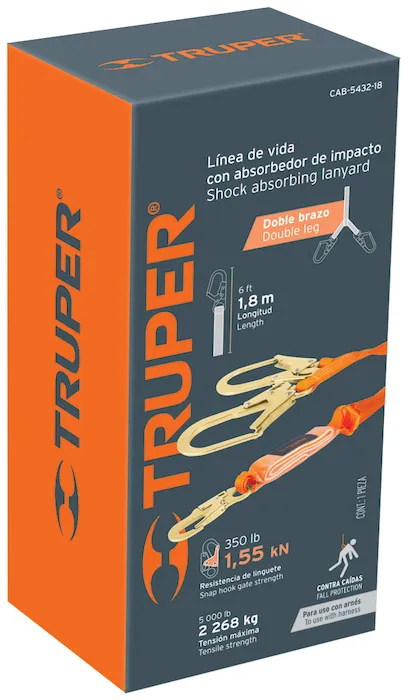 TRUPER®
CAB-5432-18
Línea de vida
con absorbedor de impacto
Shock absorbing lanyard
Doble brazo
Double leg
TRUPER®
TRUPER®
6 ft
1,8 m
Longitud
Length
350 lb
1,55 kN
Resistencia de linguete
Snap hook gate strength
CONT.: 1 PIEZA
CONTRA CAÍDAS
FALL PROTECTION
5 000 lb
2 268 kg
Tensión máxima
Tensile strength
Para uso con arnés
To use with harness